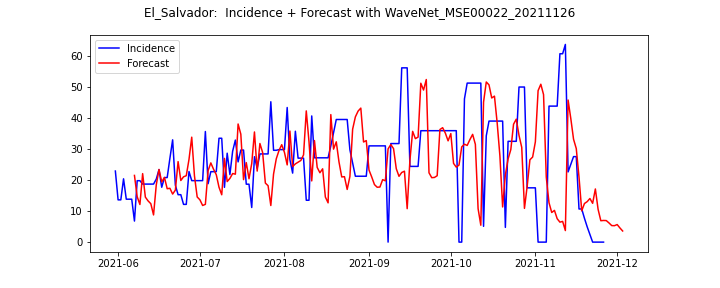 El_Salvador:  Incidence + Forecast with WaveNet_MSE00022_20211126
Incidence
Forecast
60
50
40
30
20
10
0
2021-06 2021-07 2021-08 2021-09 2021-10 2021-11 2021-12